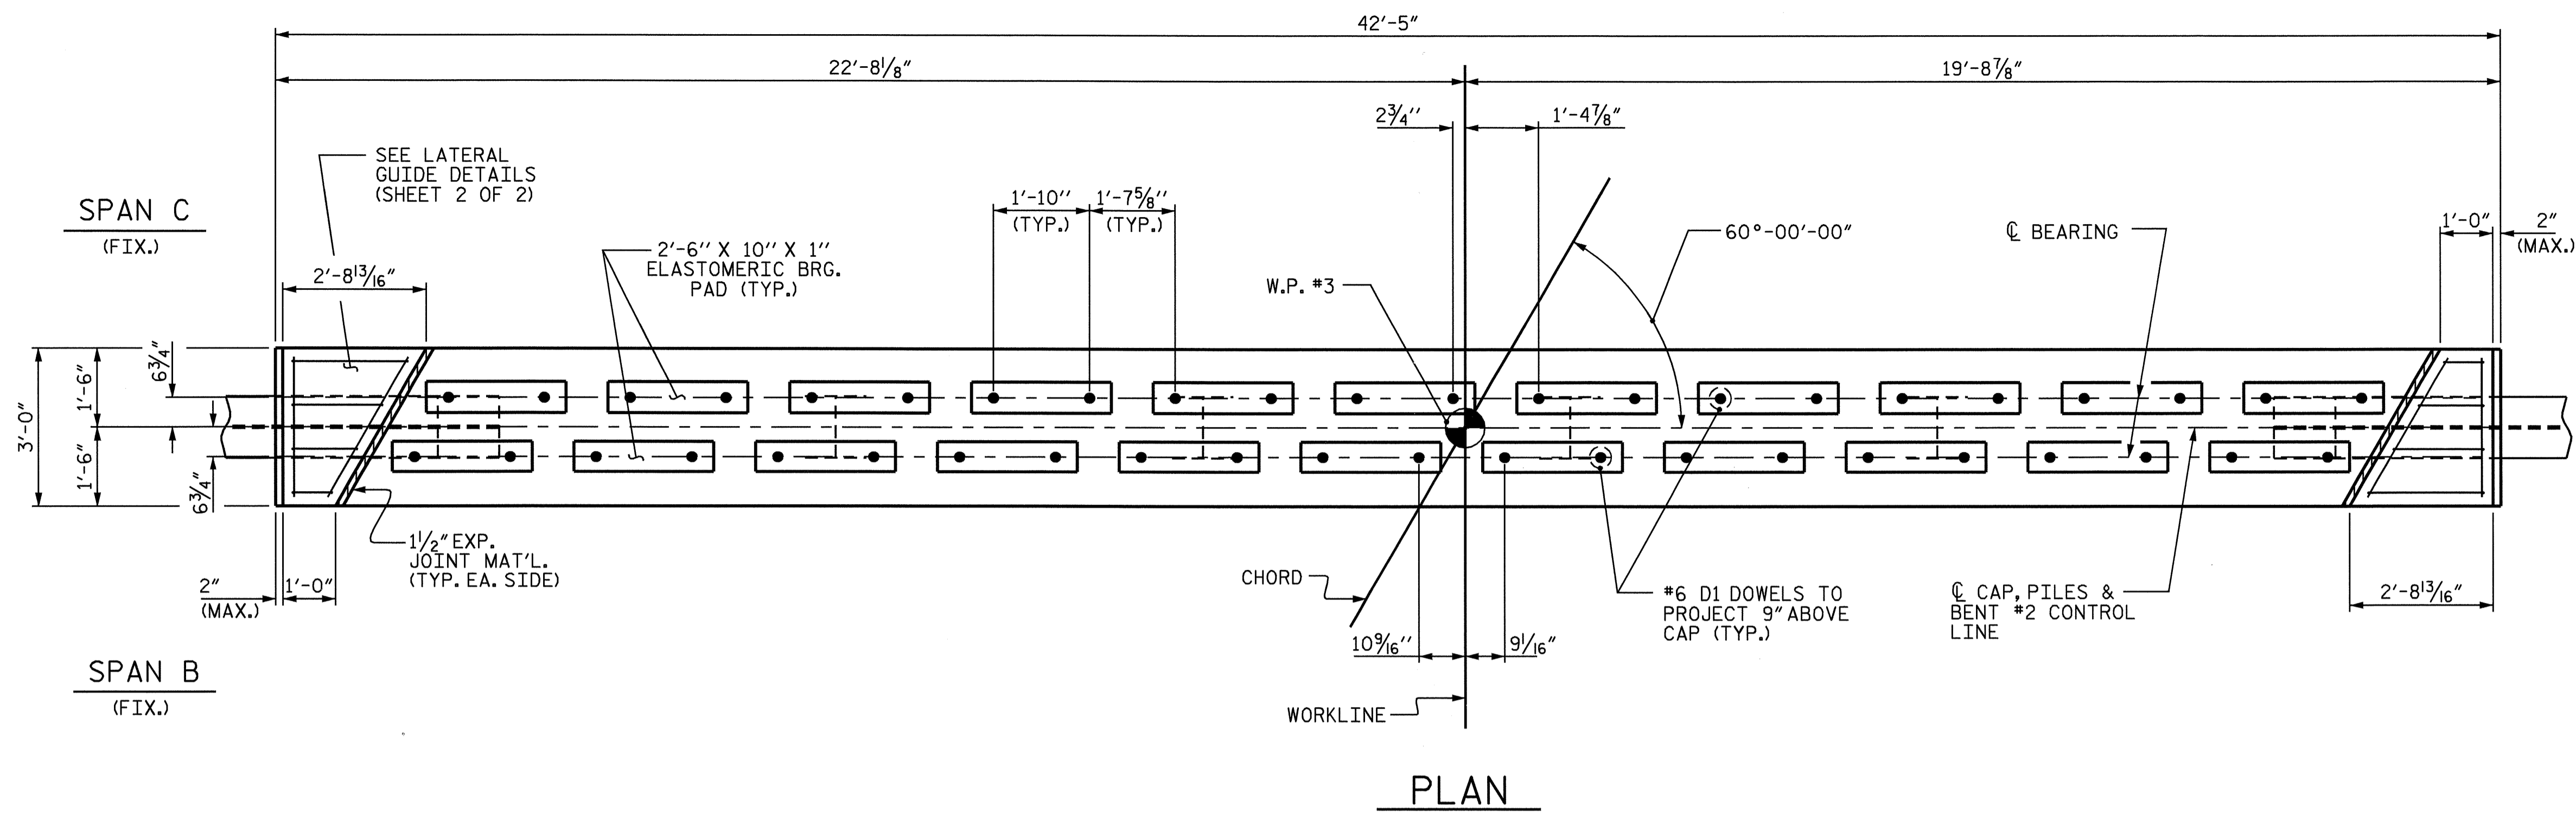 42'-5"
22'-8⅛"
19'-8⅞"
2¾''
1'-4⅞"
SEE LATERAL
GUIDE DETAILS
(SHEET 2 OF 2)
SPAN C
(FIX.)
1'-10''
(TYP.)
1'-7⅝''
(TYP.)
60°-00'-00"
℄ BEARING
1'-0"
2"
(MAX.)
2'-6'' X 10'' X 1''
ELASTOMERIC BRG.
PAD (TYP.)
2'-8¹³⁄₁₆"
W.P. #3
3'-0"
1'-6"
1'-6"
6¾"
6¾"
1½" EXP.
JOINT MAT'L.
(TYP. EA. SIDE)
2"
(MAX.)
1'-0"
CHORD
#6 D1 DOWELS TO
PROJECT 9" ABOVE
CAP (TYP.)
℄ CAP, PILES &
BENT #2 CONTROL
LINE
2'-8¹³⁄₁₆"
10⁹⁄₁₆''
9¹⁄₁₆"
SPAN B
(FIX.)
WORKLINE
PLAN